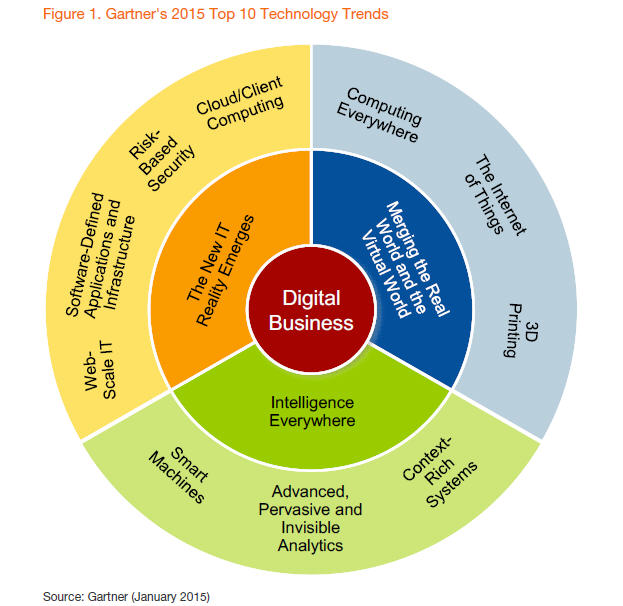 Figure 1. Gartner's 2015 Top 10 Technology Trends
Cloud/Client
Computing
Risk-
Based
Security
Software-Defined
Applications and
Infrastructure
Web-
Scale IT
Computing
Everywhere
The Internet
of Things
3D
Printing
The New IT
Reality Emerges
Merging the Real
World and the
Virtual World
Digital
Business
Intelligence
Everywhere
Smart
Machines
Advanced,
Pervasive and
Invisible
Analytics
Context-
Rich
Systems
Source: Gartner (January 2015)